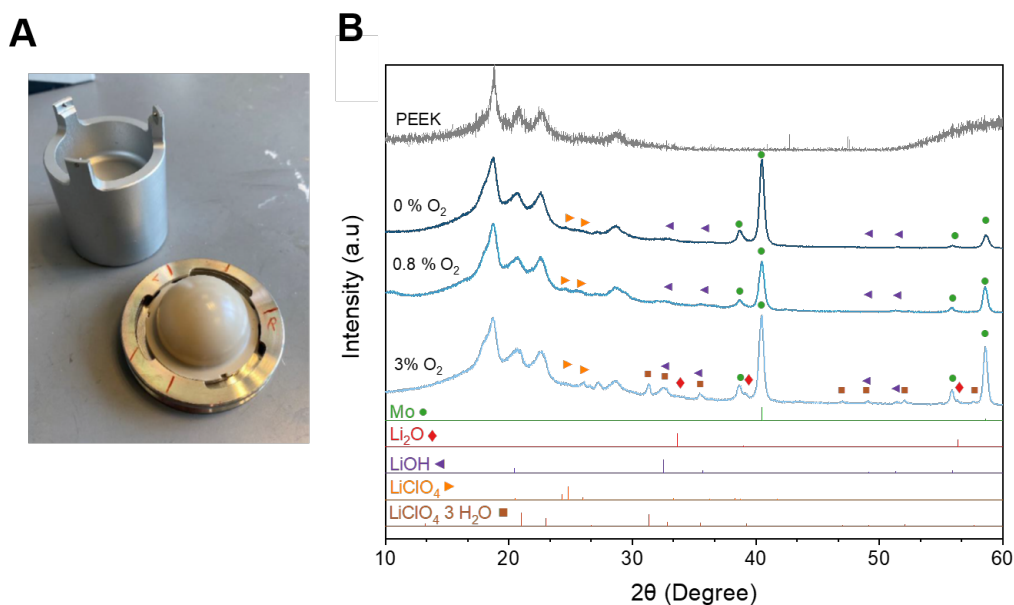 A
B
PEEK
0 % O₂
0.8 % O₂
3% O₂
Mo
Li₂O
LiOH
LiClO₄
LiClO₄ 3 H₂O
Intensity (a.u)
10 20 30 40 50 60
2θ (Degree)